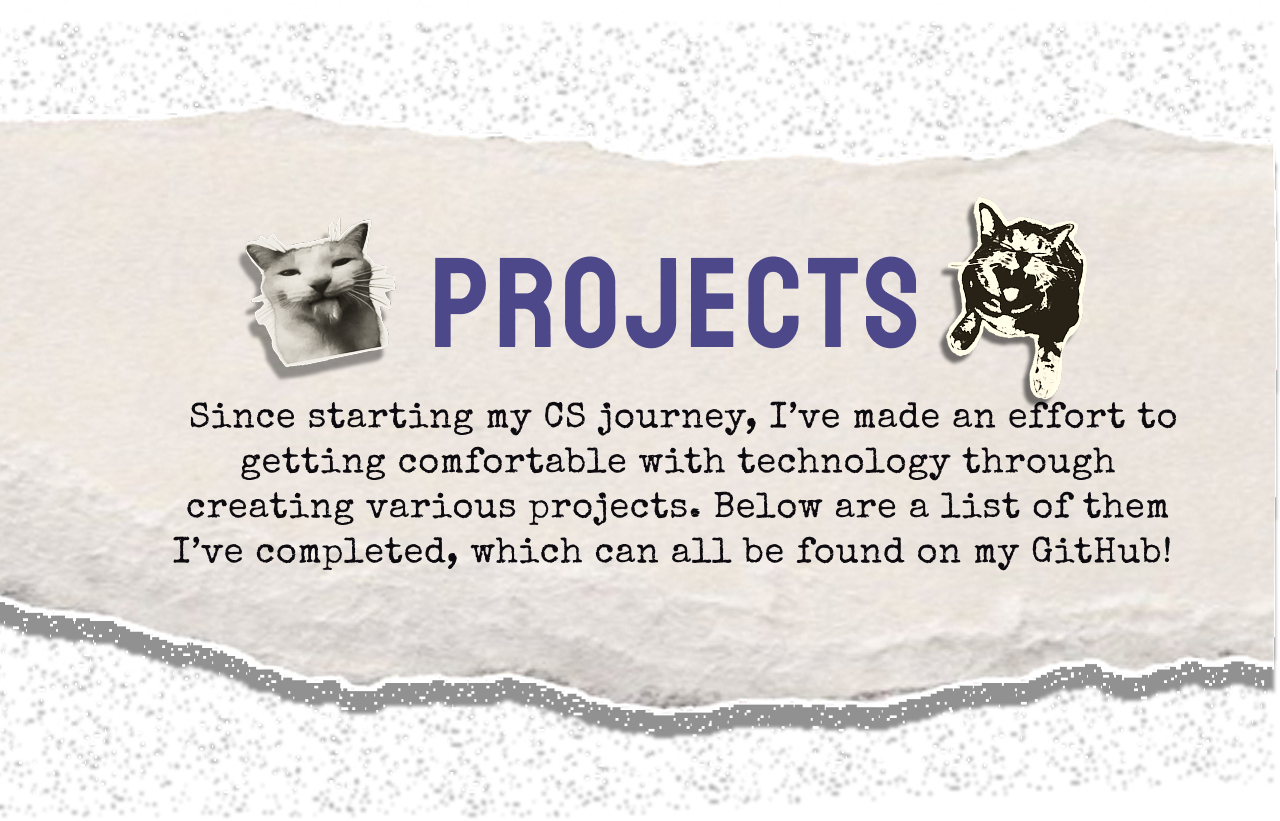 PROJECTS
Since starting my CS journey, I’ve made an effort to
getting comfortable with technology through
creating various projects. Below are a list of them
I’ve completed, which can all be found on my GitHub!